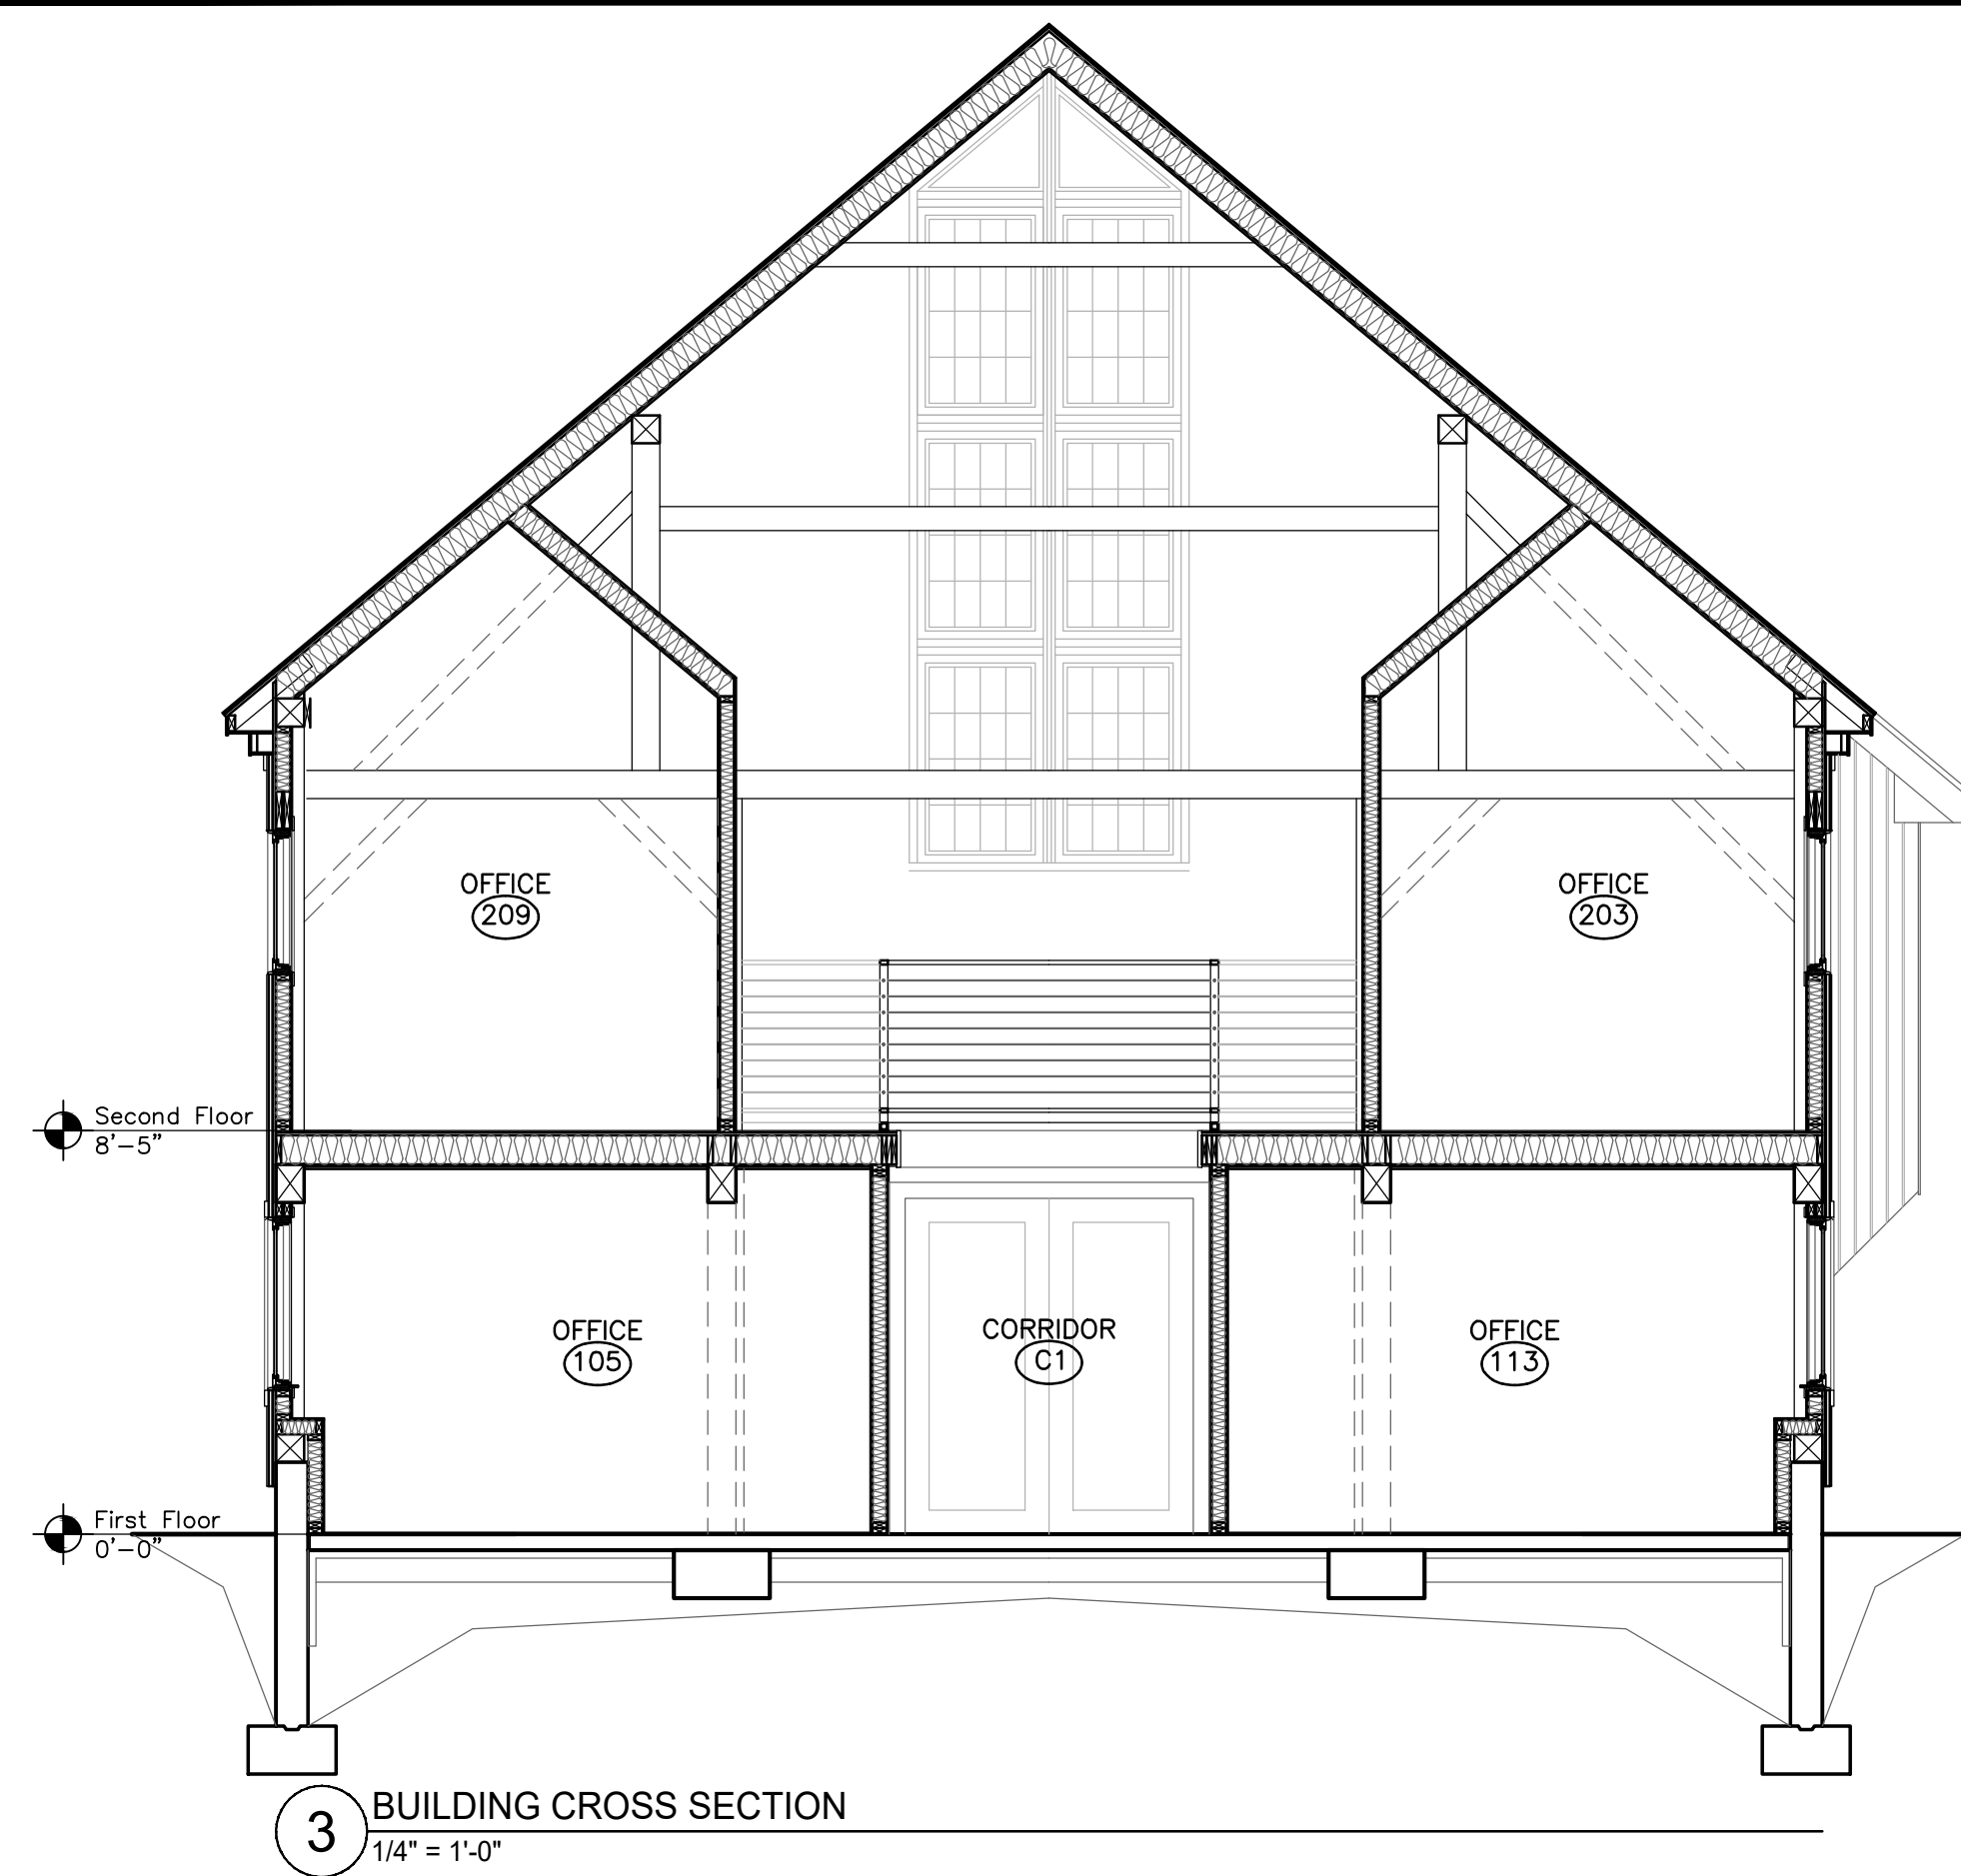 OFFICE
209
OFFICE
203
Second Floor
8'-5"
OFFICE
105
CORRIDOR
C1
OFFICE
113
First Floor
0'-0"
3
BUILDING CROSS SECTION
1/4" = 1'-0"